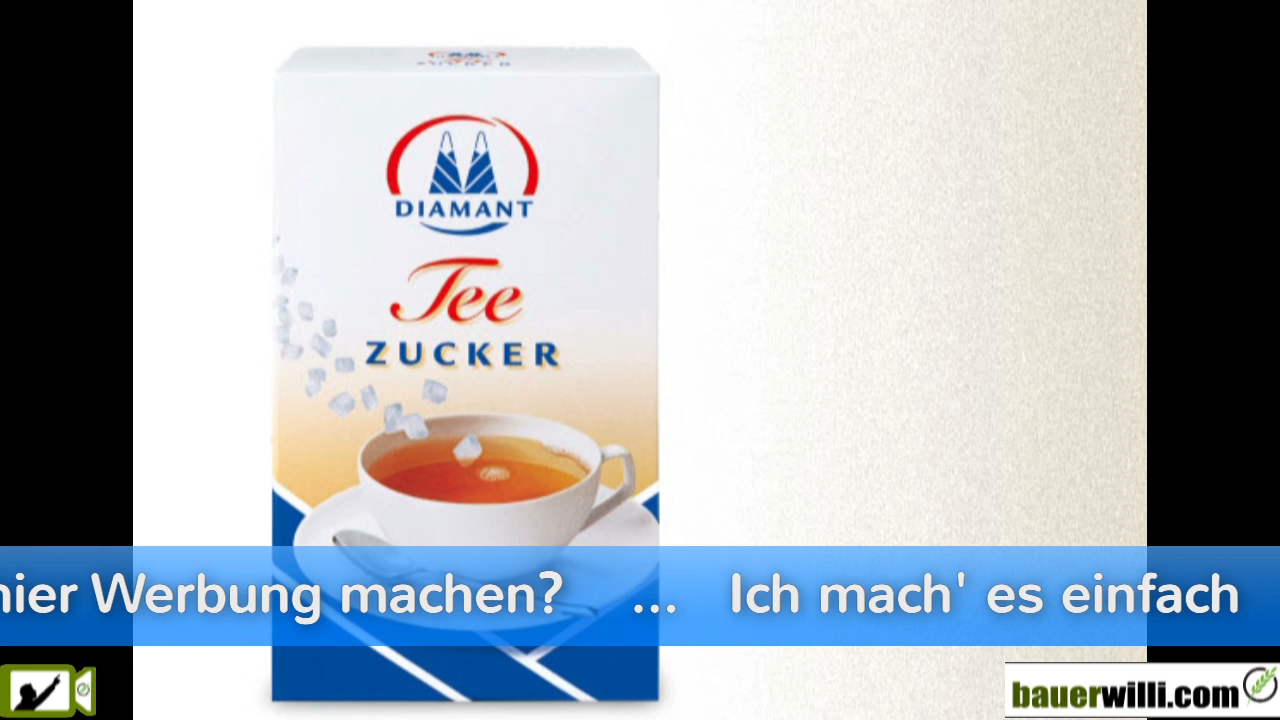 DIAMANT
Tee
ZUCKER
hier Werbung machen? ... Ich mach' es einfach
bauerwilli.com